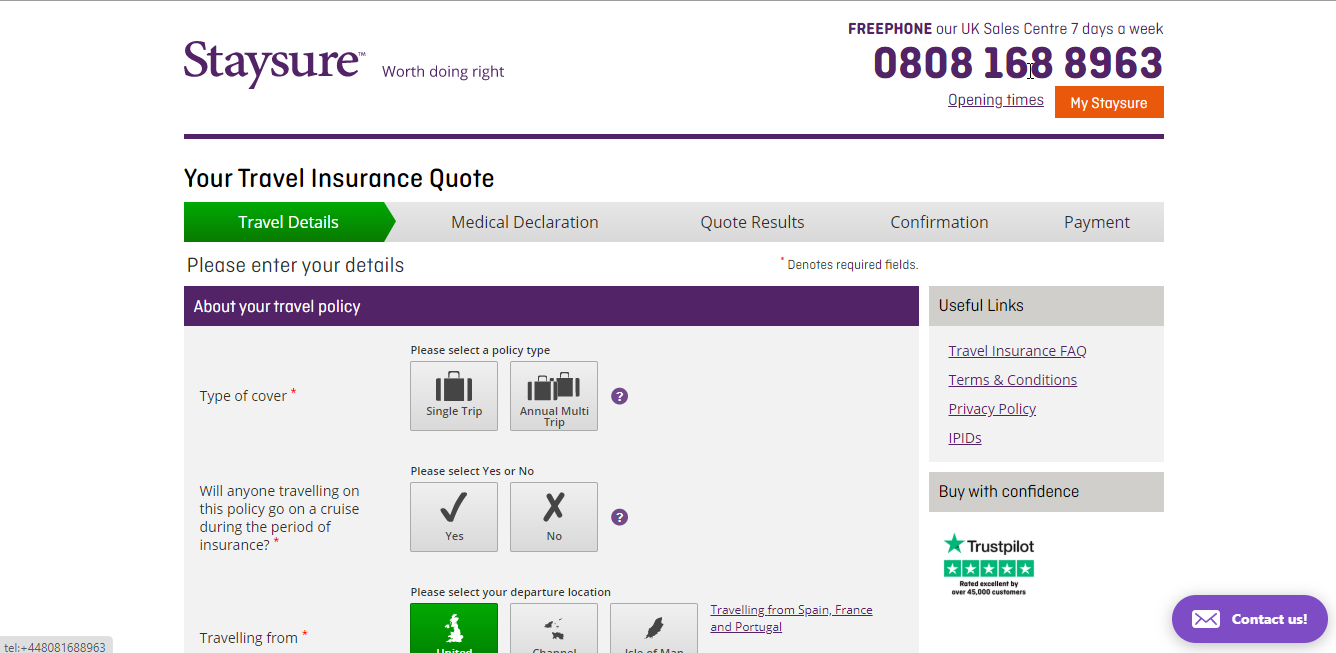 FREEPHONE our UK Sales Centre 7 days a week
Staysure™ Worth doing right
0808 168 8963
Opening times
My Staysure
Your Travel Insurance Quote
Travel Details
Medical Declaration
Quote Results
Confirmation
Payment
Please enter your details
* Denotes required fields.
About your travel policy
Please select a policy type
Type of cover *
Single Trip
Annual Multi
Trip
?
Please select Yes or No
Will anyone travelling on
this policy go on a cruise
during the period of
insurance? *
Yes
No
?
Please select your departure location
Travelling from *
United
Channel
Isle of Man
Travelling from Spain, France
and Portugal
Useful Links
Travel Insurance FAQ
Terms & Conditions
Privacy Policy
IPIDs
Buy with confidence
Trustpilot
Rated excellent by
over 45,000 customers
Contact us!
tel:+448081688963